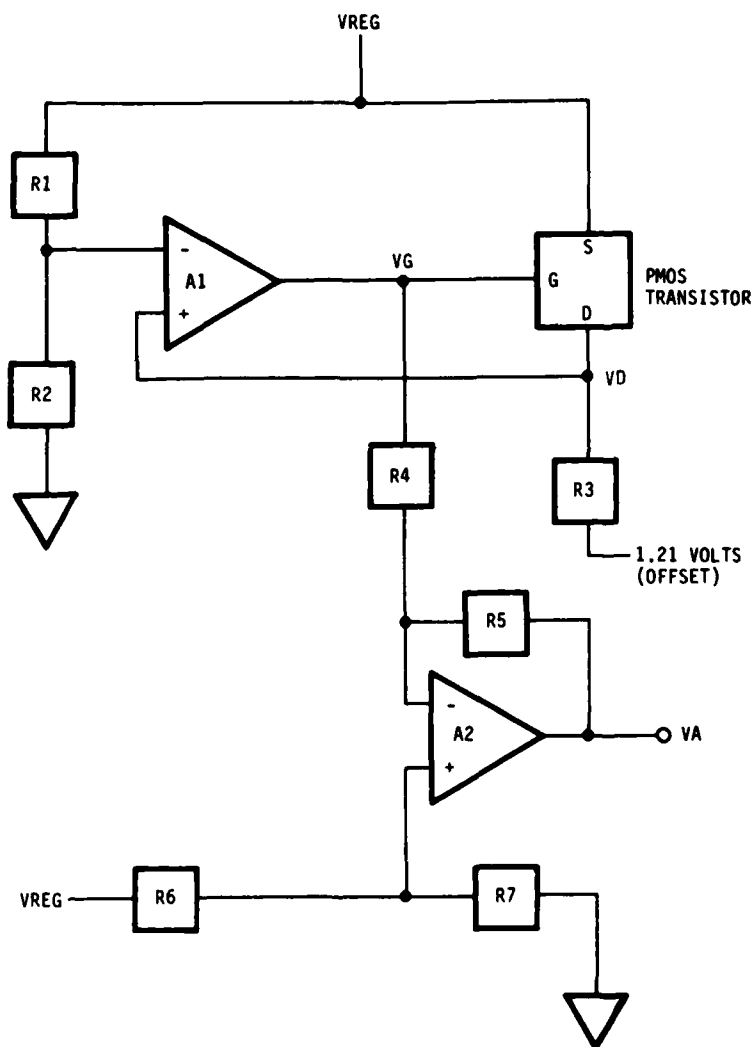 VREG
R1
-
A1
+
VG
S
G
D
PMOS
TRANSISTOR
R2
VD
R4
R3
1.21 VOLTS
(OFFSET)
R5
-
A2
+
VA
VREG
R6
R7